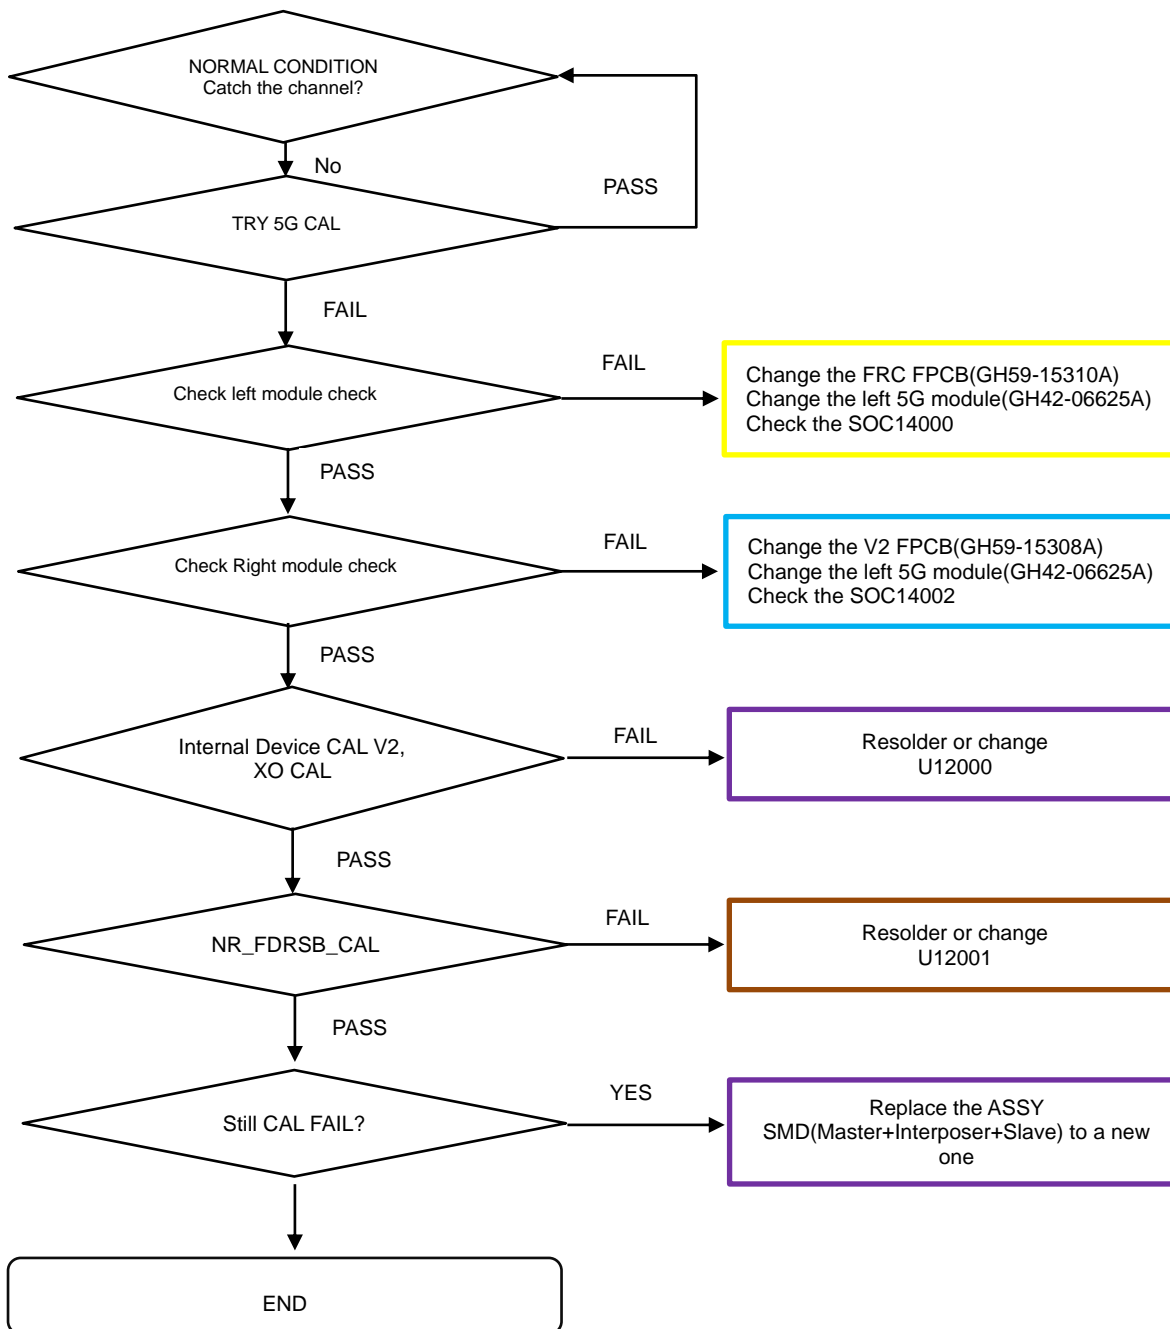 NORMAL CONDITION
Catch the channel?
No
PASS
TRY 5G CAL
FAIL
Check left module check
FAIL
Change the FRC FPCB(GH59-15310A)
Change the left 5G module(GH42-06625A)
Check the SOC14000
PASS
Check Right module check
FAIL
Change the V2 FPCB(GH59-15308A)
Change the left 5G module(GH42-06625A)
Check the SOC14002
PASS
Internal Device CAL V2,
XO CAL
FAIL
Resolder or change
U12000
PASS
NR_FDRSB_CAL
FAIL
Resolder or change
U12001
PASS
Still CAL FAIL?
YES
Replace the ASSY
SMD(Master+Interposer+Slave) to a new
one
END